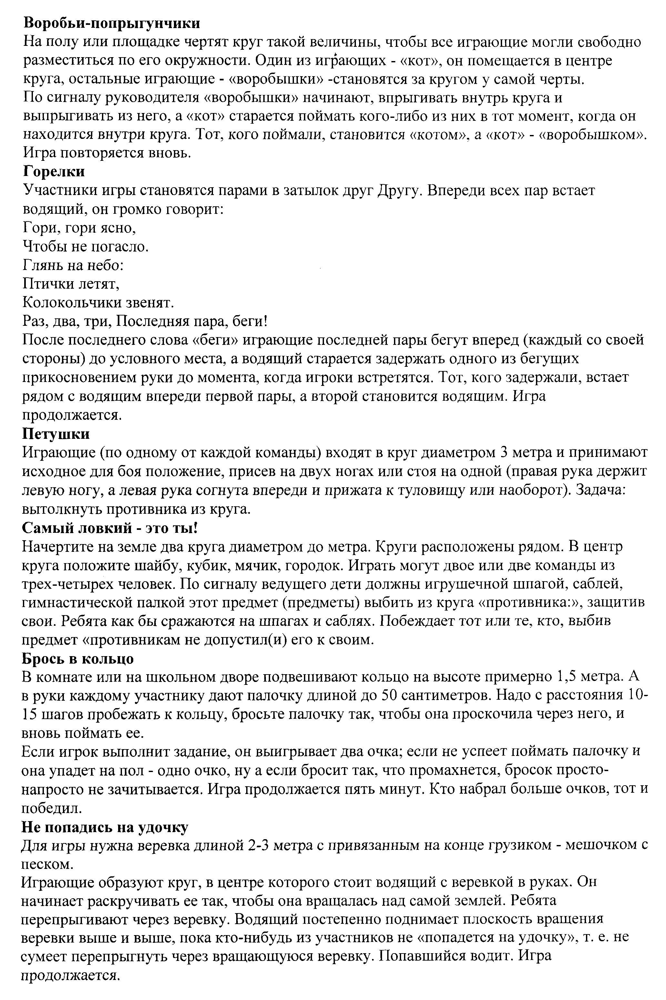 Воробьи-попрыгунчики
На полу или площадке чертят круг такой величины, чтобы все играющие могли свободно
разместиться по его окружности. Один из играющих - «кот», он помещается в центре
круга, остальные играющие - «воробышки» -становятся за кругом у самой черты.
По сигналу руководителя «воробышки» начинают, впрыгивать внутрь круга и
выпрыгивать из него, а «кот» старается поймать кого-либо из них в тот момент, когда он
находится внутри круга. Тот, кого поймали, становится «котом», а «кот» - «воробышком».
Игра повторяется вновь.
Горелки
Участники игры становятся парами в затылок друг Другу. Впереди всех пар встает
водящий, он громко говорит:
Гори, гори ясно,
Чтобы не погасло.
Глянь на небо:
Птички летят,
Колокольчики звенят.
Раз, два, три, Последняя пара, беги!
После последнего слова «беги» играющие последней пары бегут вперед (каждый со своей
стороны) до условного места, а водящий старается задержать одного из бегущих
прикосновением руки до момента, когда игроки встретятся. Тот, кого задержали, встает
рядом с водящим впереди первой пары, а второй становится водящим. Игра
продолжается.
Петушки
Играющие (по одному от каждой команды) входят в круг диаметром 3 метра и принимают
исходное для боя положение, присев на двух ногах или стоя на одной (правая рука держит
левую ногу, а левая рука согнута впереди и прижата к туловищу или наоборот). Задача:
вытолкнуть противника из круга.
Самый ловкий - это ты!
Начертите на земле два круга диаметром до метра. Круги расположены рядом. В центр
круга положите шайбу, кубик, мячик, городок. Играть могут двое или две команды из
трех-четырех человек. По сигналу ведущего дети должны игрушечной шпагой, саблей,
гимнастической палкой этот предмет (предметы) выбить из круга «противника:», защитив
свои. Ребята как бы сражаются на шпагах и саблях. Побеждает тот или те, кто, выбив
предмет «противникам не допустил(и) его к своим.
Брось в кольцо
В комнате или на школьном дворе подвешивают кольцо на высоте примерно 1,5 метра. А
в руки каждому участнику дают палочку длиной до 50 сантиметров. Надо с расстояния 10-
15 шагов пробежать к кольцу, бросьте палочку так, чтобы она проскочила через него, и
вновь поймать ее.
Если игрок выполнит задание, он выигрывает два очка; если не успеет поймать палочку и
она упадет на пол - одно очко, ну а если бросит так, что промахнется, бросок просто-
напросто не зачитывается. Игра продолжается пять минут. Кто набрал больше очков, тот и
победил.
Не попадись на удочку
Для игры нужна веревка длиной 2-3 метра с привязанным на конце грузиком - мешочком с
песком.
Играющие образуют круг, в центре которого стоит водящий с веревкой в руках. Он
начинает раскручивать ее так, чтобы она вращалась над самой землей. Ребята
перепрыгивают через веревку. Водящий постепенно поднимает плоскость вращения
веревки выше и выше, пока кто-нибудь из участников не «попадется на удочку», т. е. не
сумеет перепрыгнуть через вращающуюся веревку. Попавшийся водит. Игра
продолжается.